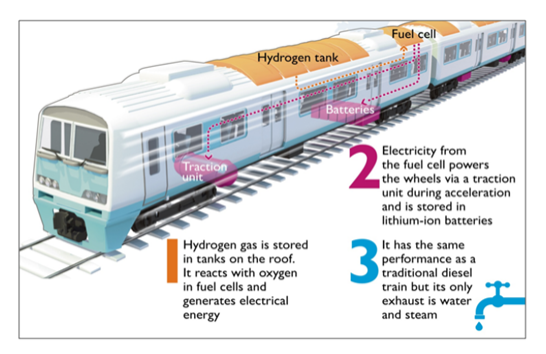 Fuel cell
Hydrogen tank
Batteries
Traction
unit
1
Hydrogen gas is stored
in tanks on the roof.
It reacts with oxygen
in fuel cells and
generates electrical
energy
2
Electricity from
the fuel cell powers
the wheels via a traction
unit during acceleration
and is stored in
lithium-ion batteries
3
It has the same
performance as a
traditional diesel
train but its only
exhaust is water
and steam